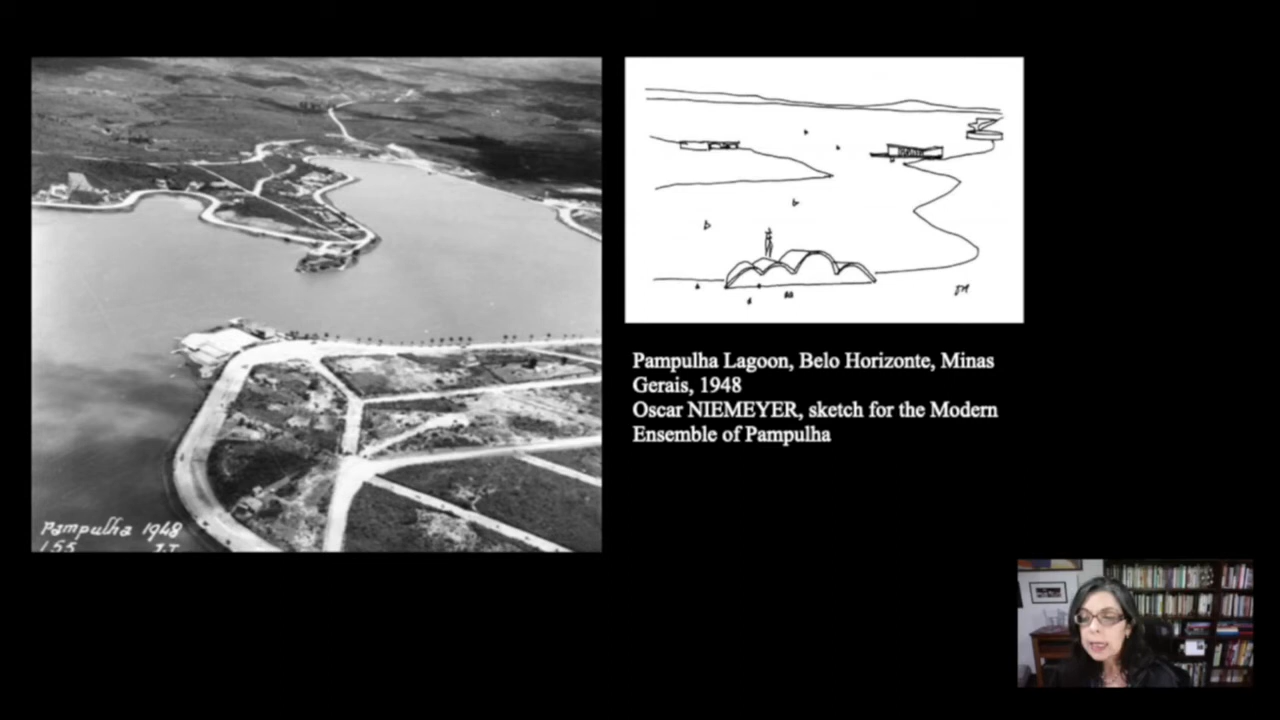 Pampulha 1948
155
Pampulha Lagoon, Belo Horizonte, Minas
Gerais, 1948
Oscar NIEMEYER, sketch for the Modern
Ensemble of Pampulha